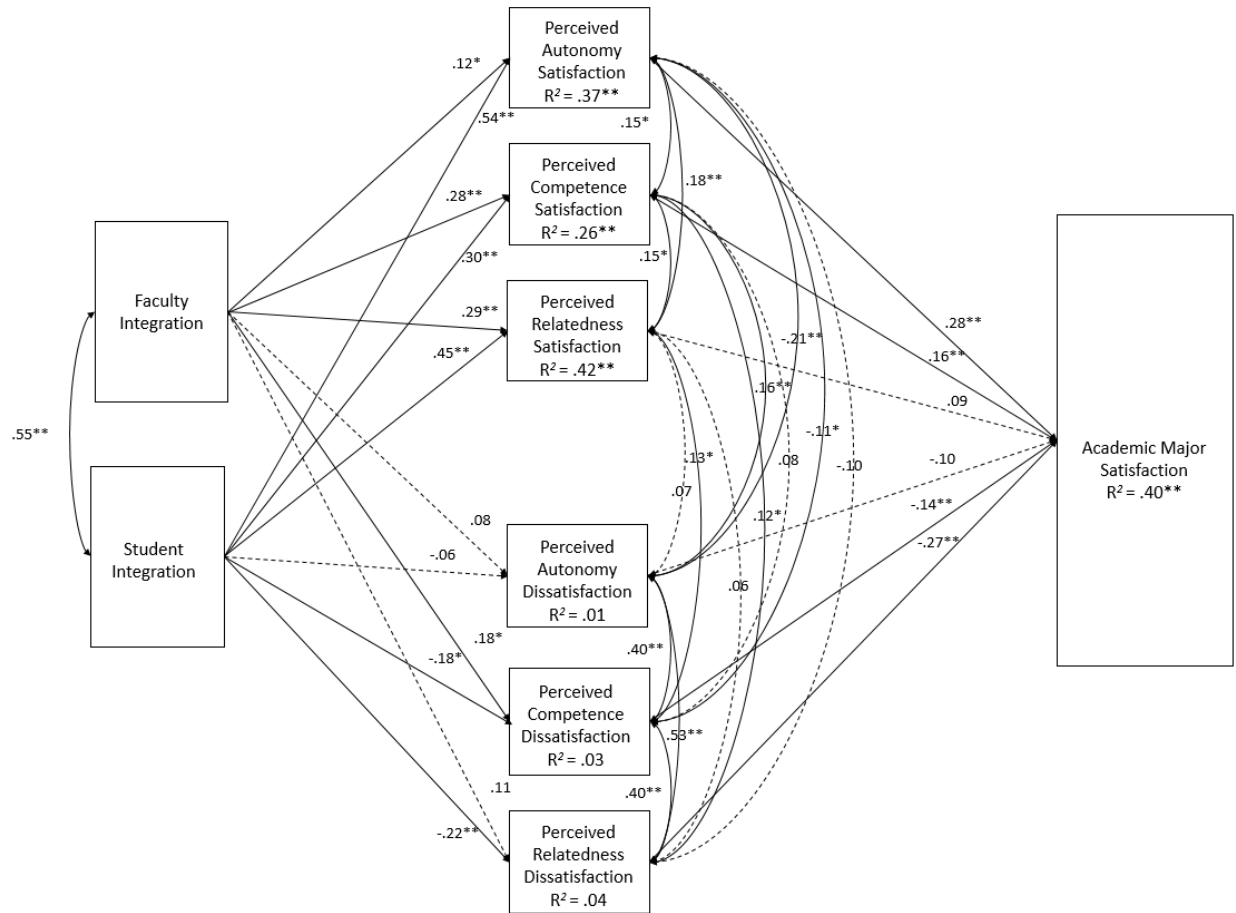 Perceived
Autonomy
Satisfaction
R² = .37**
.12*
.54**
.15*
Perceived
Competence
Satisfaction
R² = .26**
.28**
.30**
.18**
.15*
Faculty
Integration
Perceived
Relatedness
Satisfaction
R² = .42**
.29**
.45**
-.21**
.16**
-.11*
.28**
.16**
.09
.55**
.13*
.07
.08
-.10
.12*
.06
-.10
-.14**
-.27**
Academic Major
Satisfaction
R² = .40**
Student
Integration
.08
-.06
Perceived
Autonomy
Dissatisfaction
R² = .01
.18*
-.18*
.40**
Perceived
Competence
Dissatisfaction
R² = .03
.53**
.11
.40**
-.22**
Perceived
Relatedness
Dissatisfaction
R² = .04